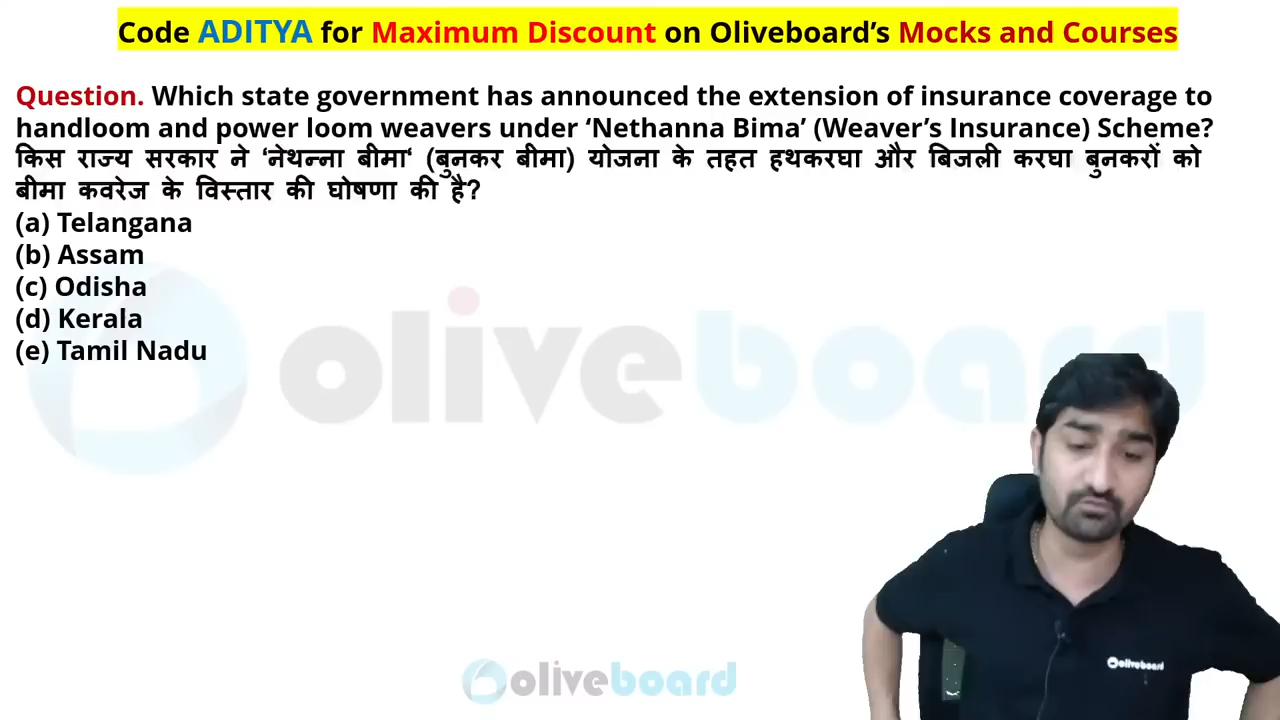 Code ADITYA for Maximum Discount on Oliveboard’s Mocks and Courses
Question. Which state government has announced the extension of insurance coverage to
handloom and power loom weavers under ‘Nethanna Bima’ (Weaver’s Insurance) Scheme?
किस राज्य सरकार ने ‘नेथन्ना बीमा‘ (बुनकर बीमा) योजना के तहत हथकरघा और बिजली करघा बुनकरों को
बीमा कवरेज के विस्तार की घोषणा की है?
(a) Telangana
(b) Assam
(c) Odisha
(d) Kerala
(e) Tamil Nadu
oliveboard
oliveboard
oliveboard